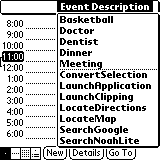 Event Description
8:00 Basketball
9:00 Doctor
10:00 Dentist
Dinner
11:00 Meeting
12:00
1:00 ConvertSelection
2:00 LaunchApplication
3:00 LaunchClipping
4:00 LocateDirections
5:00 LocateMap
6:00 SearchGoogle
SearchNoahLite
New Details Go To